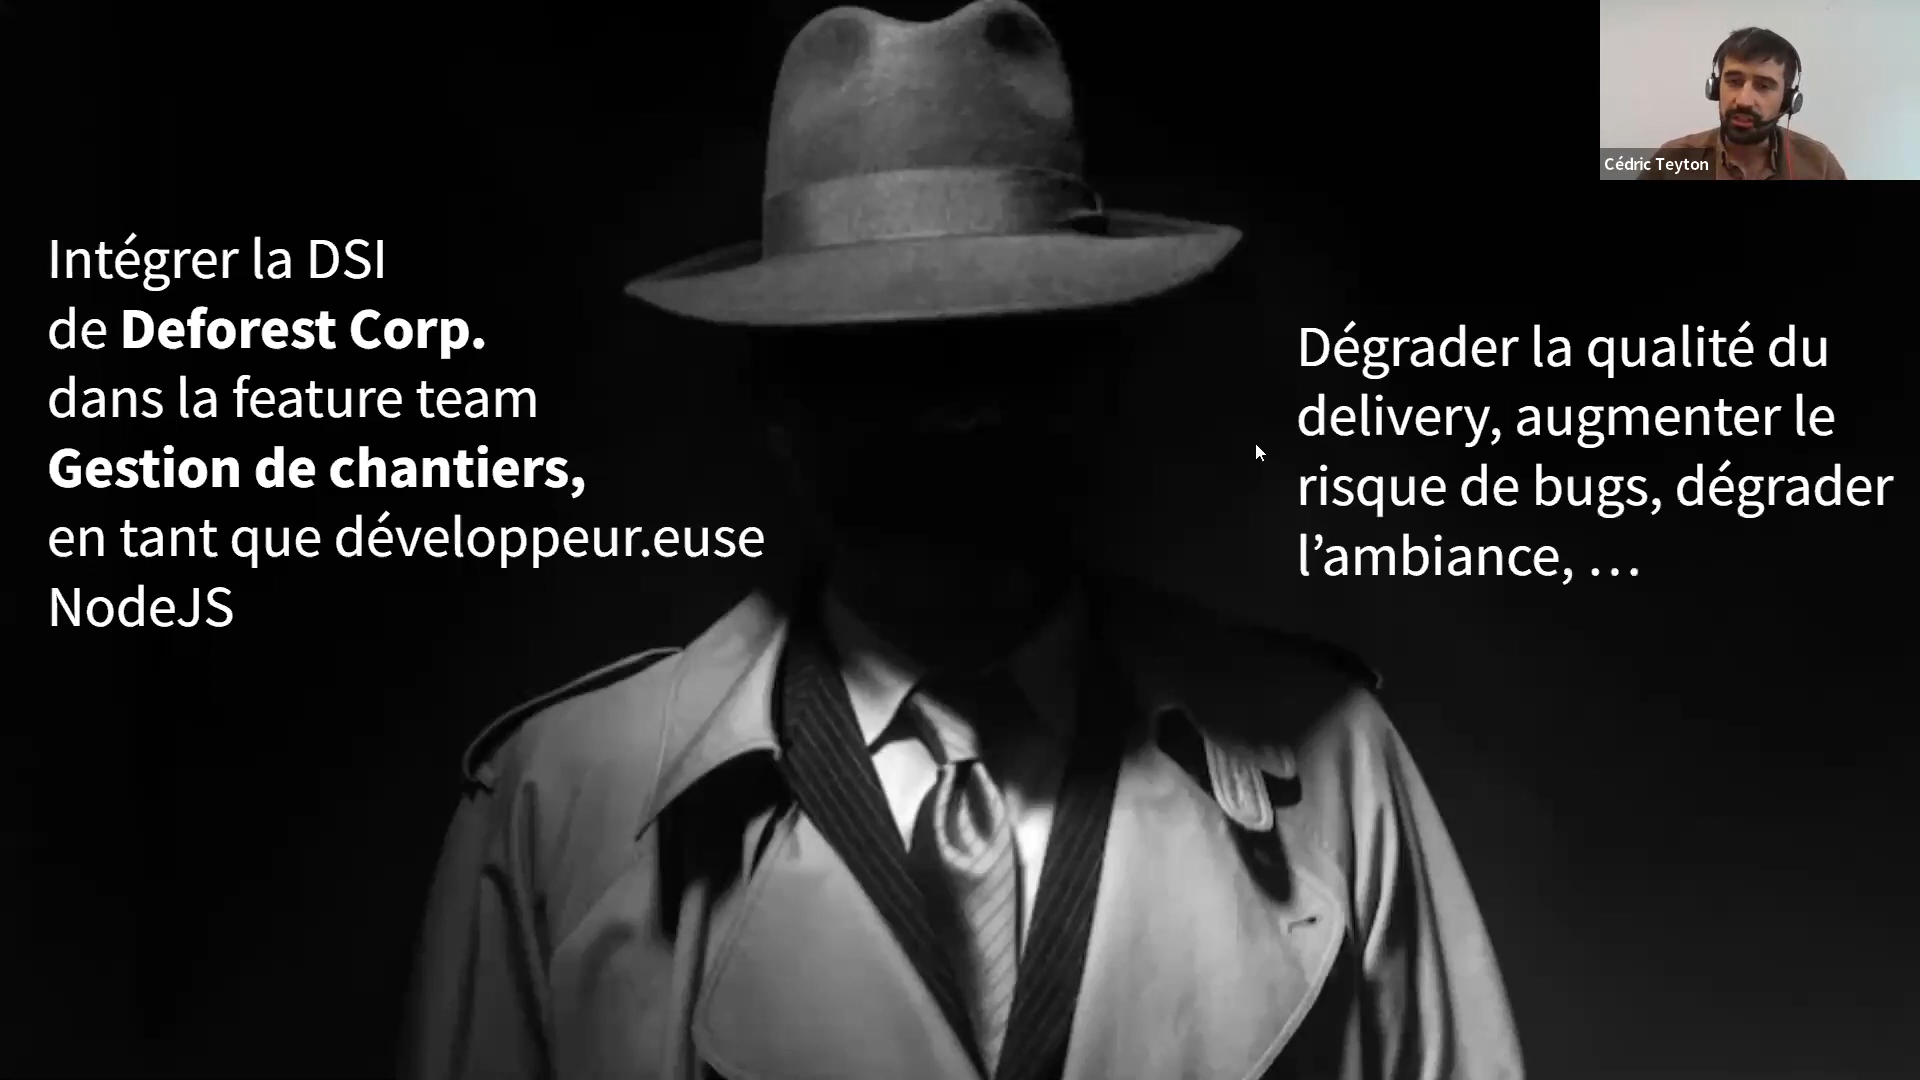 Cédric Teyton
Intégrer la DSI
de Deforest Corp.
dans la feature team
Gestion de chantiers,
en tant que développeur.euse
NodeJS
Dégrader la qualité du
delivery, augmenter le
risque de bugs, dégrader
l’ambiance, …